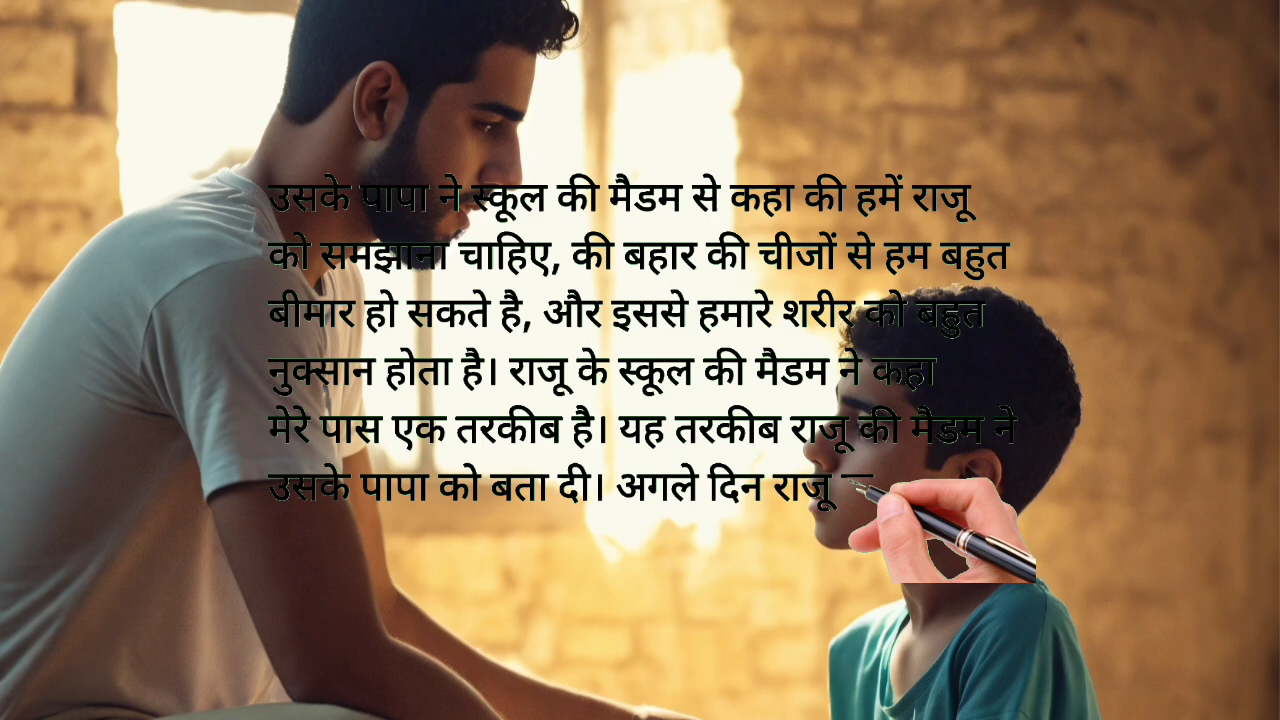 उसके पापा ने स्कूल की मैडम से कहा की हमें राजू
को समझाना चाहिए, की बहार की चीजों से हम बहुत
बीमार हो सकते है, और इससे हमारे शरीर को बहुत
नुक्सान होता है। राजू के स्कूल की मैडम ने कहा
मेरे पास एक तरकीब है। यह तरकीब राजू की मैडम ने
उसके पापा को बता दी। अगले दिन राजू